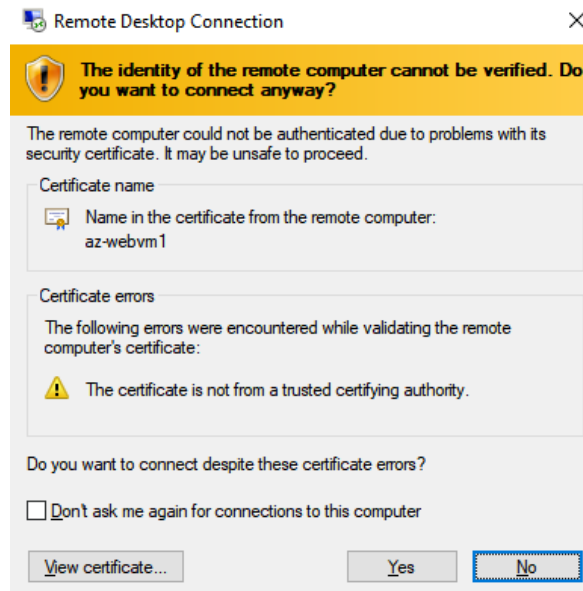 Remote Desktop Connection
The identity of the remote computer cannot be verified. Do
you want to connect anyway?
The remote computer could not be authenticated due to problems with its
security certificate. It may be unsafe to proceed.
Certificate name
Name in the certificate from the remote computer:
az-webvm1
Certificate errors
The following errors were encountered while validating the remote
computer's certificate:
The certificate is not from a trusted certifying authority.
Do you want to connect despite these certificate errors?
Don't ask me again for connections to this computer
View certificate... Yes No